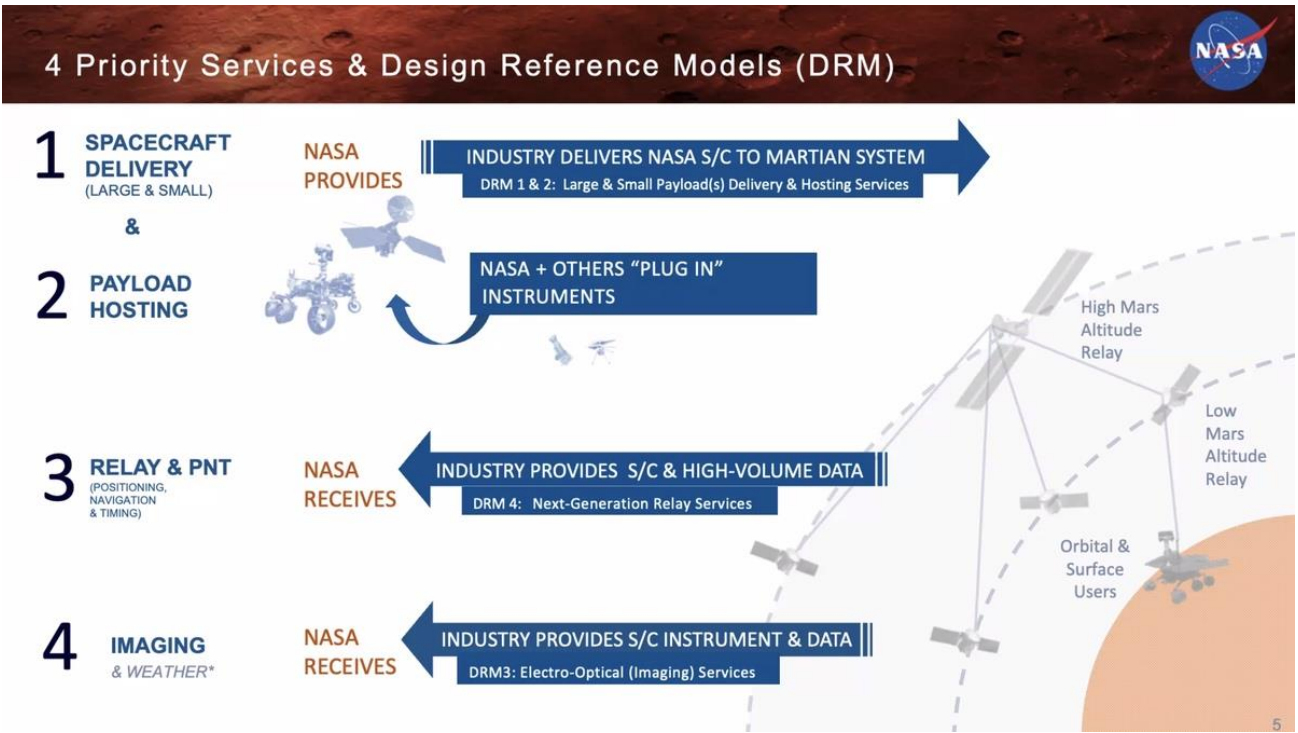 4 Priority Services & Design Reference Models (DRM)
NASA
1
SPACECRAFT
DELIVERY
(LARGE & SMALL)
&
2
PAYLOAD
HOSTING
NASA
PROVIDES
INDUSTRY DELIVERS NASA S/C TO MARTIAN SYSTEM
DRM 1 & 2: Large & Small Payload(s) Delivery & Hosting Services
NASA + OTHERS “PLUG IN”
INSTRUMENTS
3
RELAY & PNT
(POSITIONING,
NAVIGATION
& TIMING)
NASA
RECEIVES
INDUSTRY PROVIDES S/C & HIGH-VOLUME DATA
DRM 4: Next-Generation Relay Services
4
IMAGING
& WEATHER*
NASA
RECEIVES
INDUSTRY PROVIDES S/C INSTRUMENT & DATA
DRM3: Electro-Optical (Imaging) Services
High Mars
Altitude
Relay
Low
Mars
Altitude
Relay
Orbital &
Surface
Users
5